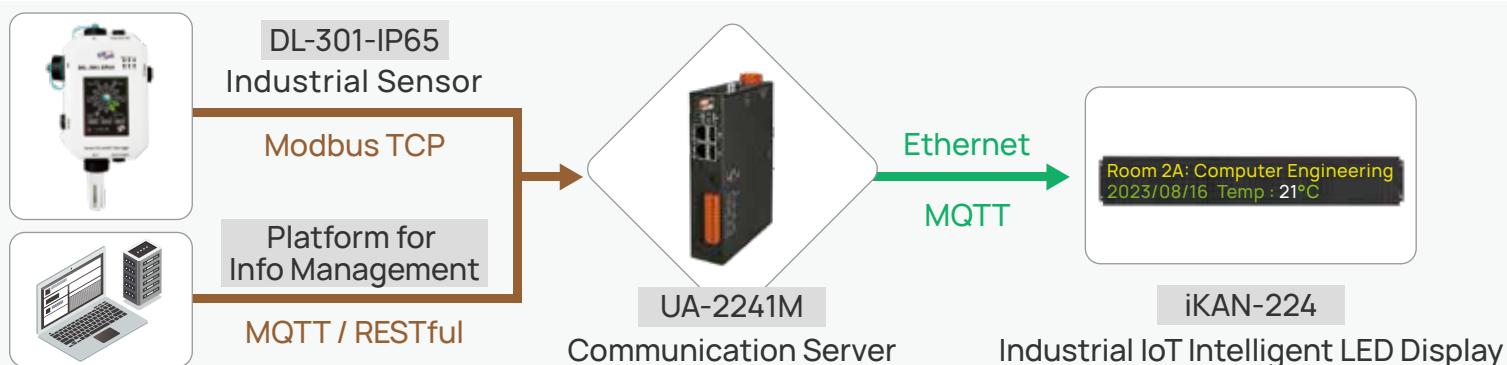 DL-301-IP65
Industrial Sensor
Modbus TCP
Platform for
Info Management
MQTT / RESTful
UA-2241M
Communication Server
Ethernet
MQTT
Room 2A: Computer Engineering
2023/08/16 Temp : 21°C
iKAN-224
Industrial IoT Intelligent LED Display